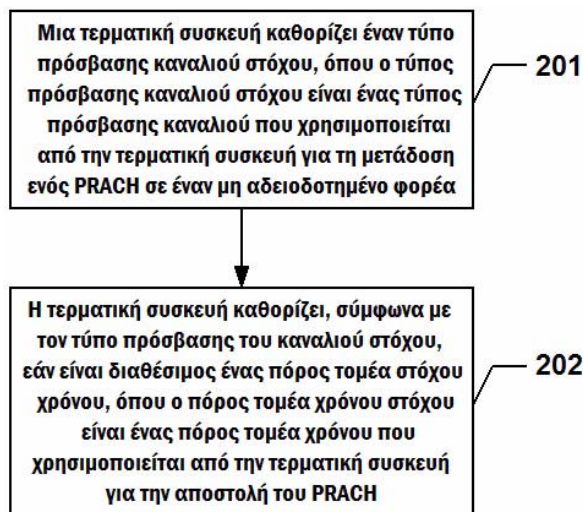 Μια τερματική συσκευή καθορίζει έναν τύπο
πρόσβασης καναλιού στόχου, όπου ο τύπος
πρόσβασης καναλιού στόχου είναι ένας τύπος
πρόσβασης καναλιού που χρησιμοποιείται
από την τερματική συσκευή για τη μετάδοση
ενός PRACH σε έναν μη αδειοδοτημένο φορέα
201
Η τερματική συσκευή καθορίζει, σύμφωνα με
τον τύπο πρόσβασης του καναλιού στόχου,
εάν είναι διαθέσιμος ένας πόρος τομέα στόχου
χρόνου, όπου ο πόρος τομέα χρόνου στόχου
είναι ένας πόρος τομέα χρόνου που
χρησιμοποιείται από την τερματική συσκευή
για την αποστολή του PRACH
202